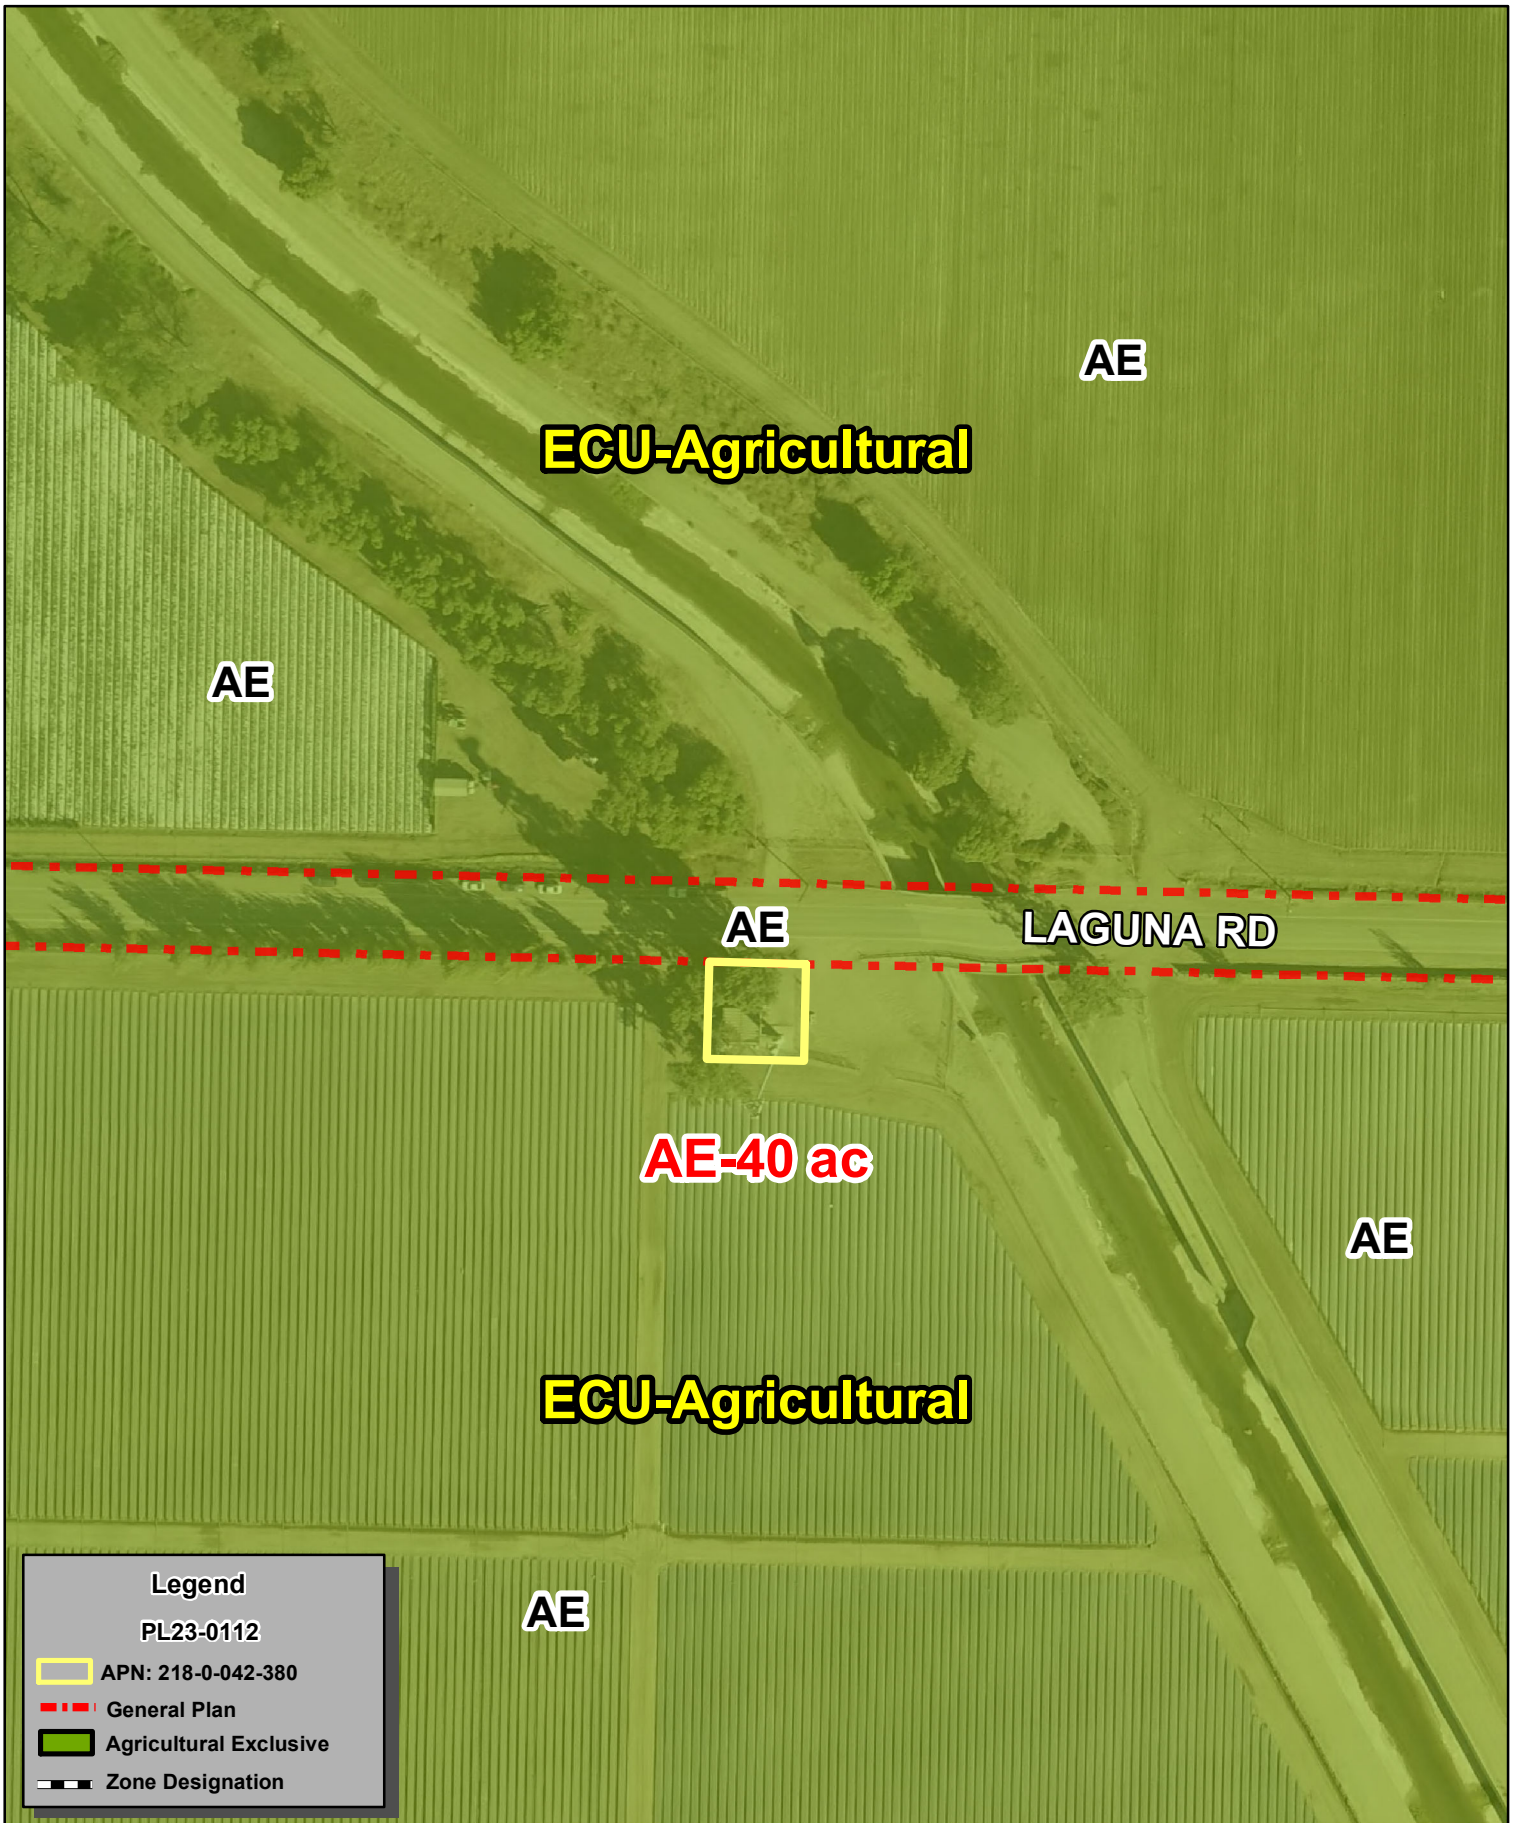 AE
ECU-Agricultural
AE
AE
LAGUNA RD
AE-40 ac
AE
ECU-Agricultural
AE
Legend
PL23-0112
APN: 218-0-042-380
General Plan
Agricultural Exclusive
Zone Designation